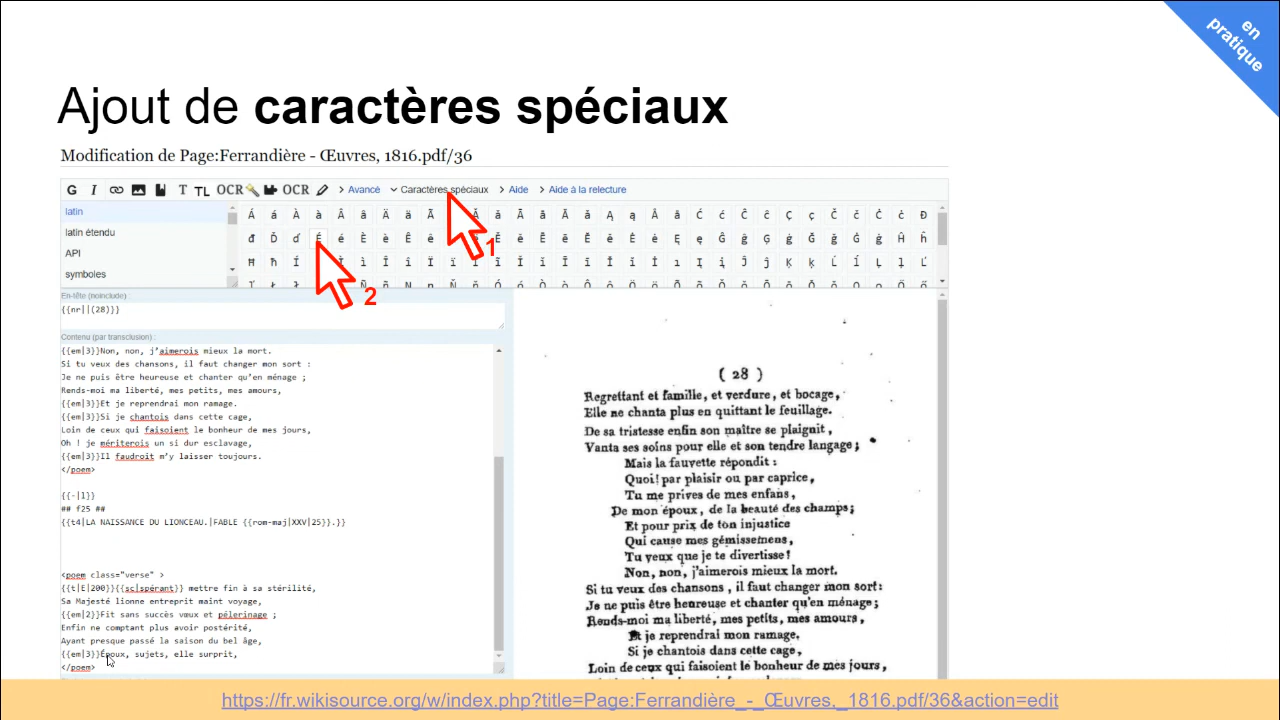 en
pratique
Ajout de caractères spéciaux
Modification de Page:Ferrandière - Œuvres, 1816.pdf/36
G I T TL OCR OCR Avancé Caractères spéciaux Aide Aide à la relecture
latin
latin étendu
API
symboles
Á á À à Â â Ä ä Ã Ă ă Ā ā Ą ą Å å Ć ć Ĉ ĉ Ç ç Č č Ċ ċ Đ
đ Ď ď É é È è Ê ê
1
2
En-tête (noinclude) :
{{nr||(28)}}
Contenu (par transclusion) :
{{em|3}}Non, non, j’aimerois mieux la mort.
Si tu veux des chansons, il faut changer mon sort :
Je ne puis être heureuse et chanter qu’en ménage ;
Rends-moi ma liberté, mes petits, mes amours,
{{em|3}}Et je reprendrai mon ramage.
{{em|3}}Si je chantois dans cette cage,
Loin de ceux qui faisoient le bonheur de mes jours,
Oh ! je mériterois un si dur esclavage,
{{em|3}}Il faudroit m’y laisser toujours.
</poem>
{{-|1}}
## f25 ##
{{t4|LA NAISSANCE DU LIONCEAU.|FABLE {{rom-maj|XXV|25}}.}}
<poem class="verse" >
{{t|E|200}}{{sc|spérant}} mettre fin à sa stérilité,
Sa Majesté lionne entreprit maint voyage,
{{em|2}}Fit sans succès vœux et pélerinage ;
Enfin ne comptant plus avoir postérité,
Ayant presque passé la saison du bel âge,
{{em|3}}Époux, sujets, elle surprit,
</poem>
( 28 )
Regrettant et famille, et verdure, et bocage,
Elle ne chanta plus en quittant le feuillage.
De sa tristesse enfin son maître se plaignit,
Vanta ses soins pour elle et son tendre langage ;
Mais la fauvette répondit :
Quoi! par plaisir ou par caprice,
Tu me prives de mes enfans,
De mon époux, de la beauté des champs;
Et pour prix de ton injustice
Qui cause mes gémissemens,
Tu veux que je te divertisse!
Non, non, j'aimerois mieux la mort.
Si tu veux des chansons, il faut changer mon sort:
Je ne puis être heureuse et chanter qu'en ménage;
Rends-moi ma liberté, mes petits, mes amours,
Et je reprendrai mon ramage.
Si je chantois dans cette cage,
Loin de ceux qui faisoient le bonheur de mes jours,
https://fr.wikisource.org/w/index.php?title=Page:Ferrandière_-_Œuvres,_1816.pdf/36&action=edit